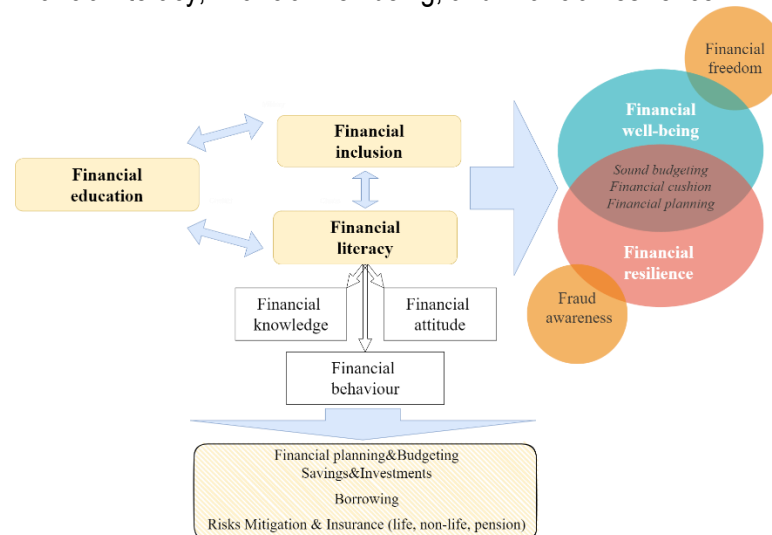 Financial
freedom
Financial
well-being
Sound budgeting
Financial cushion
Financial planning
Financial
resilience
Fraud
awareness
Financial
inclusion
Financial
education
Financial
literacy
Financial
knowledge
Financial
attitude
Financial
behaviour
Financial planning&Budgeting
Savings&Investments
Borrowing
Risks Mitigation & Insurance (life, non-life, pension)